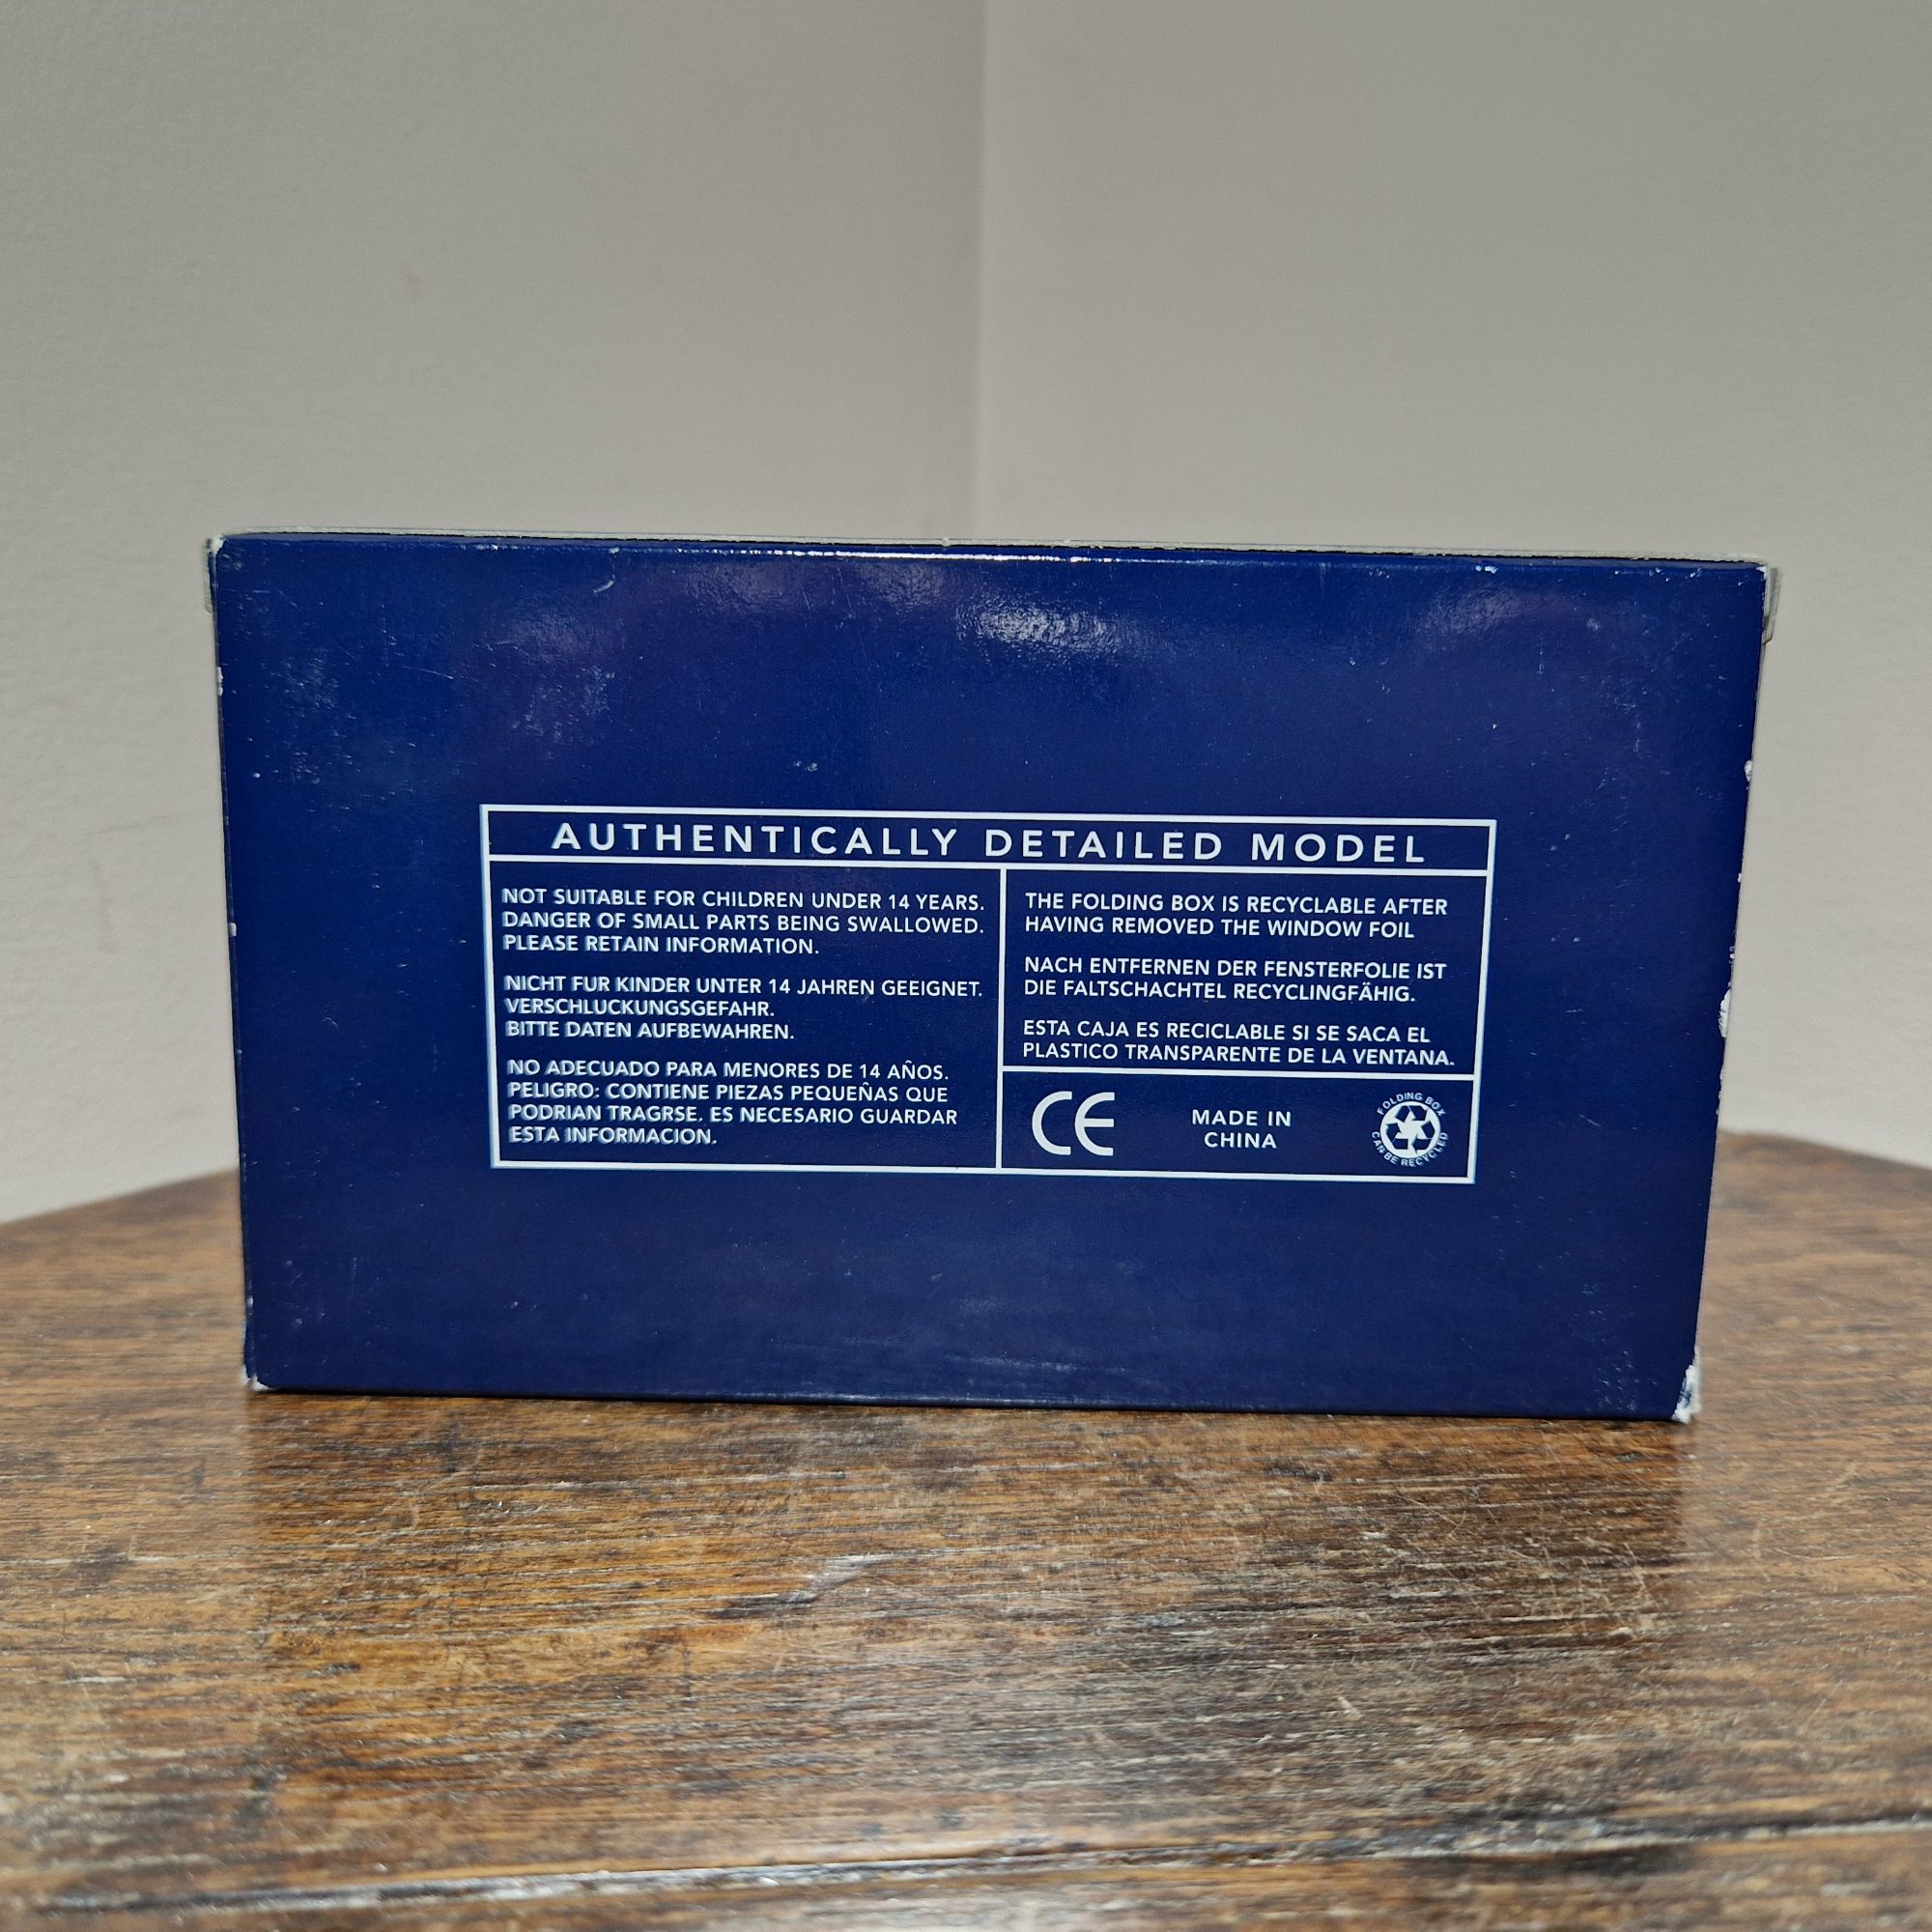 AUTHENTICALLY DETAILED MODEL
NOT SUITABLE FOR CHILDREN UNDER 14 YEARS.
DANGER OF SMALL PARTS BEING SWALLOWED.
PLEASE RETAIN INFORMATION.
NICHT FUR KINDER UNTER 14 JAHREN GEEIGNET.
VERSCHLUCKUNGSGEFAHR.
BITTE DATEN AUFBEWAHREN.
NO ADECUADO PARA MENORES DE 14 AÑOS.
PELIGRO: CONTIENE PIEZAS PEQUEÑAS QUE
PODRIAN TRAGRSE. ES NECESARIO GUARDAR
ESTA INFORMACION.
THE FOLDING BOX IS RECYCLABLE AFTER
HAVING REMOVED THE WINDOW FOIL
NACH ENTFERNEN DER FENSTERFOLIE IST
DIE FALTSCHACHTEL RECYCLINGFÄHIG.
ESTA CAJA ES RECICLABLE SI SE SACA EL
PLASTICO TRANSPARENTE DE LA VENTANA.
CE
MADE IN
CHINA
FOLDING BOX
CAN BE RECYCLED